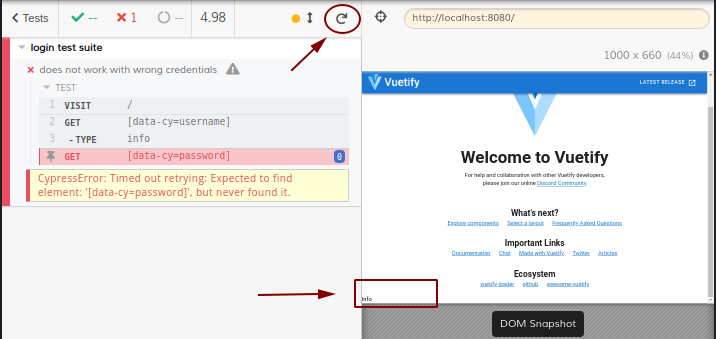 Tests
--
1
--
4.98
http://localhost:8080/
1000 x 660 (44%)
login test suite
does not work with wrong credentials
TEST
1 VISIT /
2 GET [data-cy=username]
3 - TYPE info
GET [data-cy=password] 0
CypressError: Timed out retrying: Expected to find
element: '[data-cy=password]', but never found it.
Vuetify
LATEST RELEASE
Welcome to Vuetify
For help and collaboration with other Vuetify developers,
please join our online Discord Community
What's next?
Explore components Select a layout Frequently Asked Questions
Important Links
Documentation Chat Made with Vuetify Twitter Articles
Ecosystem
vuetify-loader github awesome-vuetify
info
DOM Snapshot